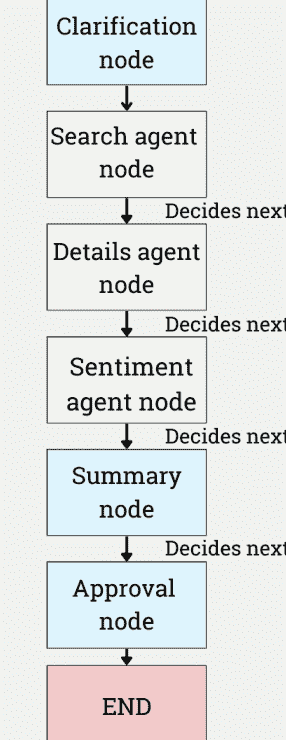 Clarification
node
Search agent
node
Decides next
Details agent
node
Decides next
Sentiment
agent node
Decides next
Summary
node
Decides next
Approval
node
END